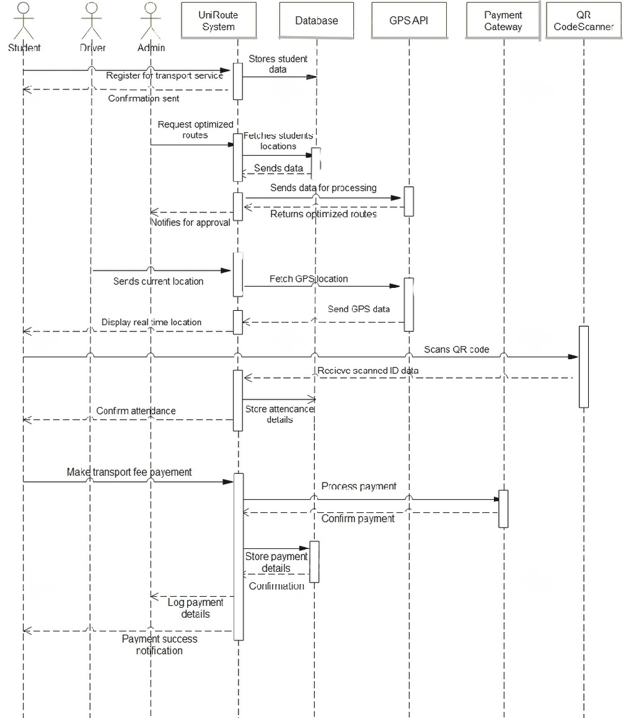 UniRoute
System
Database
GPS API
Payment
Gateway
QR
CodeScanner
Student
Driver
Admin
Stores student
data
Register for transport service
Confirmation sent
Request optimized
routes
Fetches students
locations
Sends data
Sends data for processing
Returns optimized routes
Notifies for approval
Sends current location
Fetch GPS location
Send GPS data
Display real time location
Scans QR code
Recieve scanned ID data
Confirm attendance
Store attencance
details
Make transport fee payement
Process payment
Confirm payment
Store payment
details
Confirmation
Log payment
details
Payment success
notification